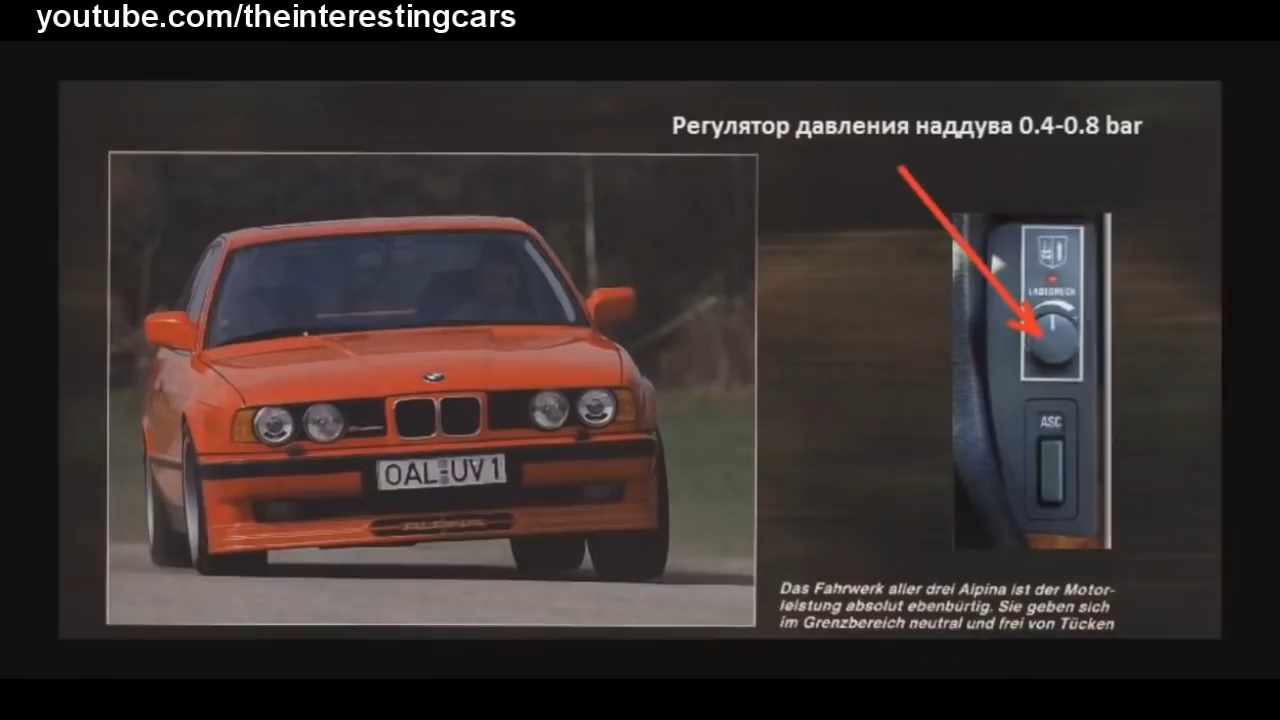 youtube.com/theinterestingcars
Регулятор давления наддува 0.4-0.8 bar
LADEDRUCK
ASC
OAL-UV 1
ALPINA
Das Fahrwerk aller drei Alpina ist der Motor-
leistung absolut ebenbürtig. Sie geben sich
im Grenzbereich neutral und frei von Tücken